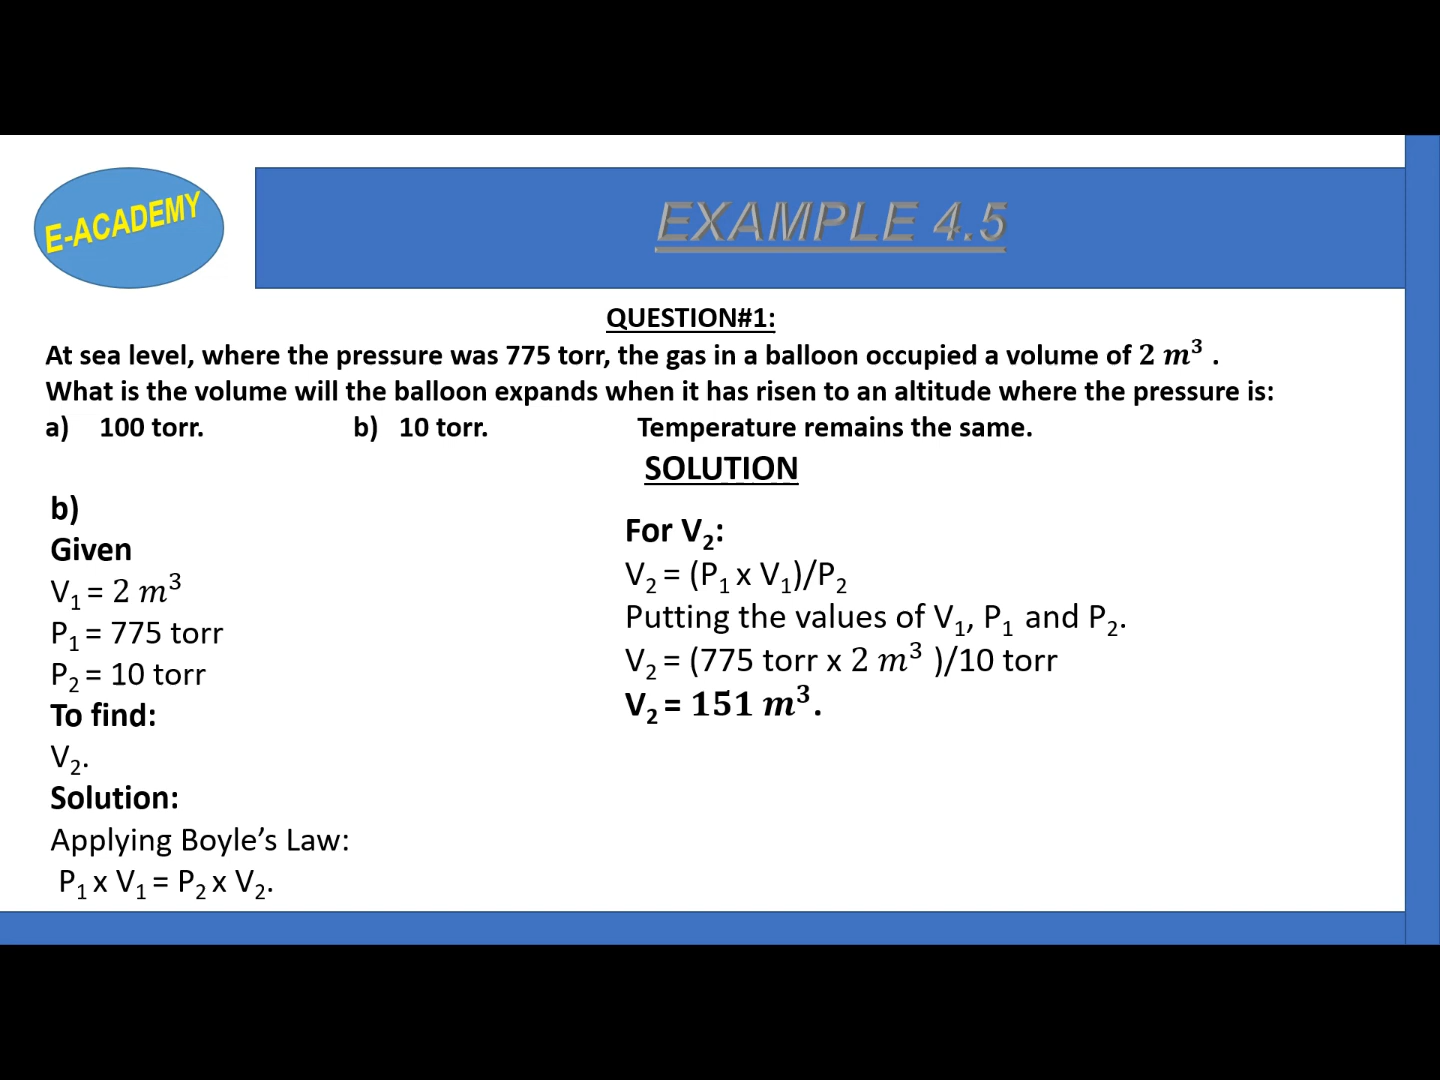 E-ACADEMY
EXAMPLE 4.5
QUESTION#1:
At sea level, where the pressure was 775 torr, the gas in a balloon occupied a volume of 2 m³ .
What is the volume will the balloon expands when it has risen to an altitude where the pressure is:
a) 100 torr. b) 10 torr. Temperature remains the same.
SOLUTION
b)
Given
V₁ = 2 m³
P₁ = 775 torr
P₂ = 10 torr
To find:
V₂.
Solution:
Applying Boyle’s Law:
P₁ x V₁ = P₂ x V₂.
For V₂:
V₂ = (P₁ x V₁)/P₂
Putting the values of V₁, P₁ and P₂.
V₂ = (775 torr x 2 m³ )/10 torr
V₂ = 151 m³.